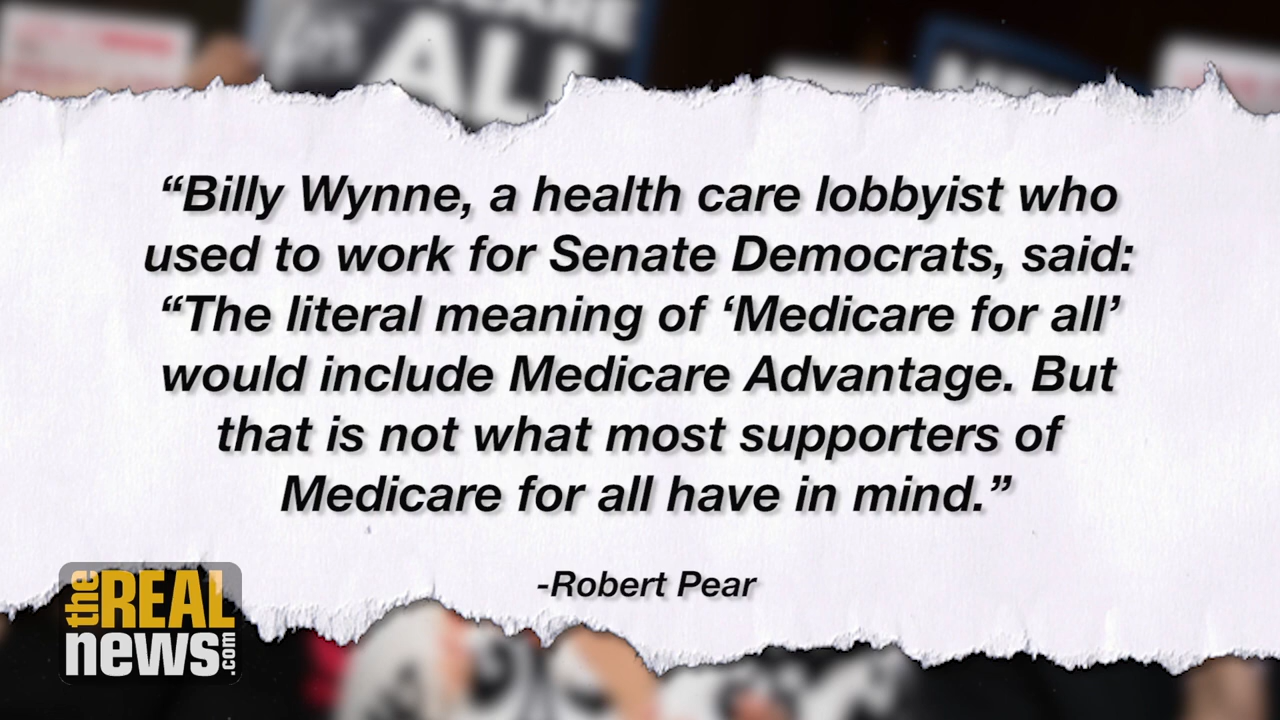 ALL
“Billy Wynne, a health care lobbyist who
used to work for Senate Democrats, said:
“The literal meaning of ‘Medicare for all’
would include Medicare Advantage. But
that is not what most supporters of
Medicare for all have in mind.”
-Robert Pear
the REAL
news.com